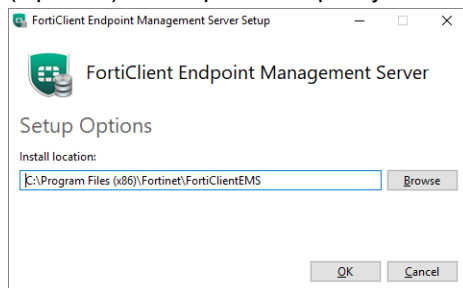 FortiClient Endpoint Management Server Setup
FortiClient Endpoint Management Server
Setup Options
Install location:
C:\Program Files (x86)\Fortinet\FortiClientEMS
Browse
OK
Cancel